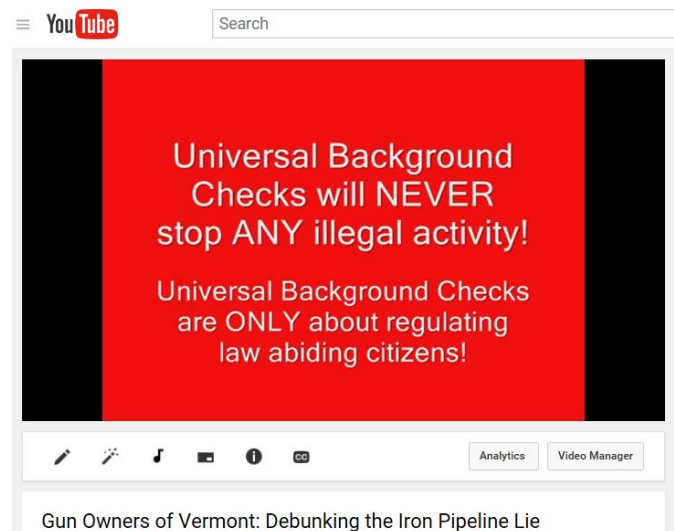 YouTube
Search
Universal Background
Checks will NEVER
stop ANY illegal activity!
Universal Background Checks
are ONLY about regulating
law abiding citizens!
CC
Analytics
Video Manager
Gun Owners of Vermont: Debunking the Iron Pipeline Lie